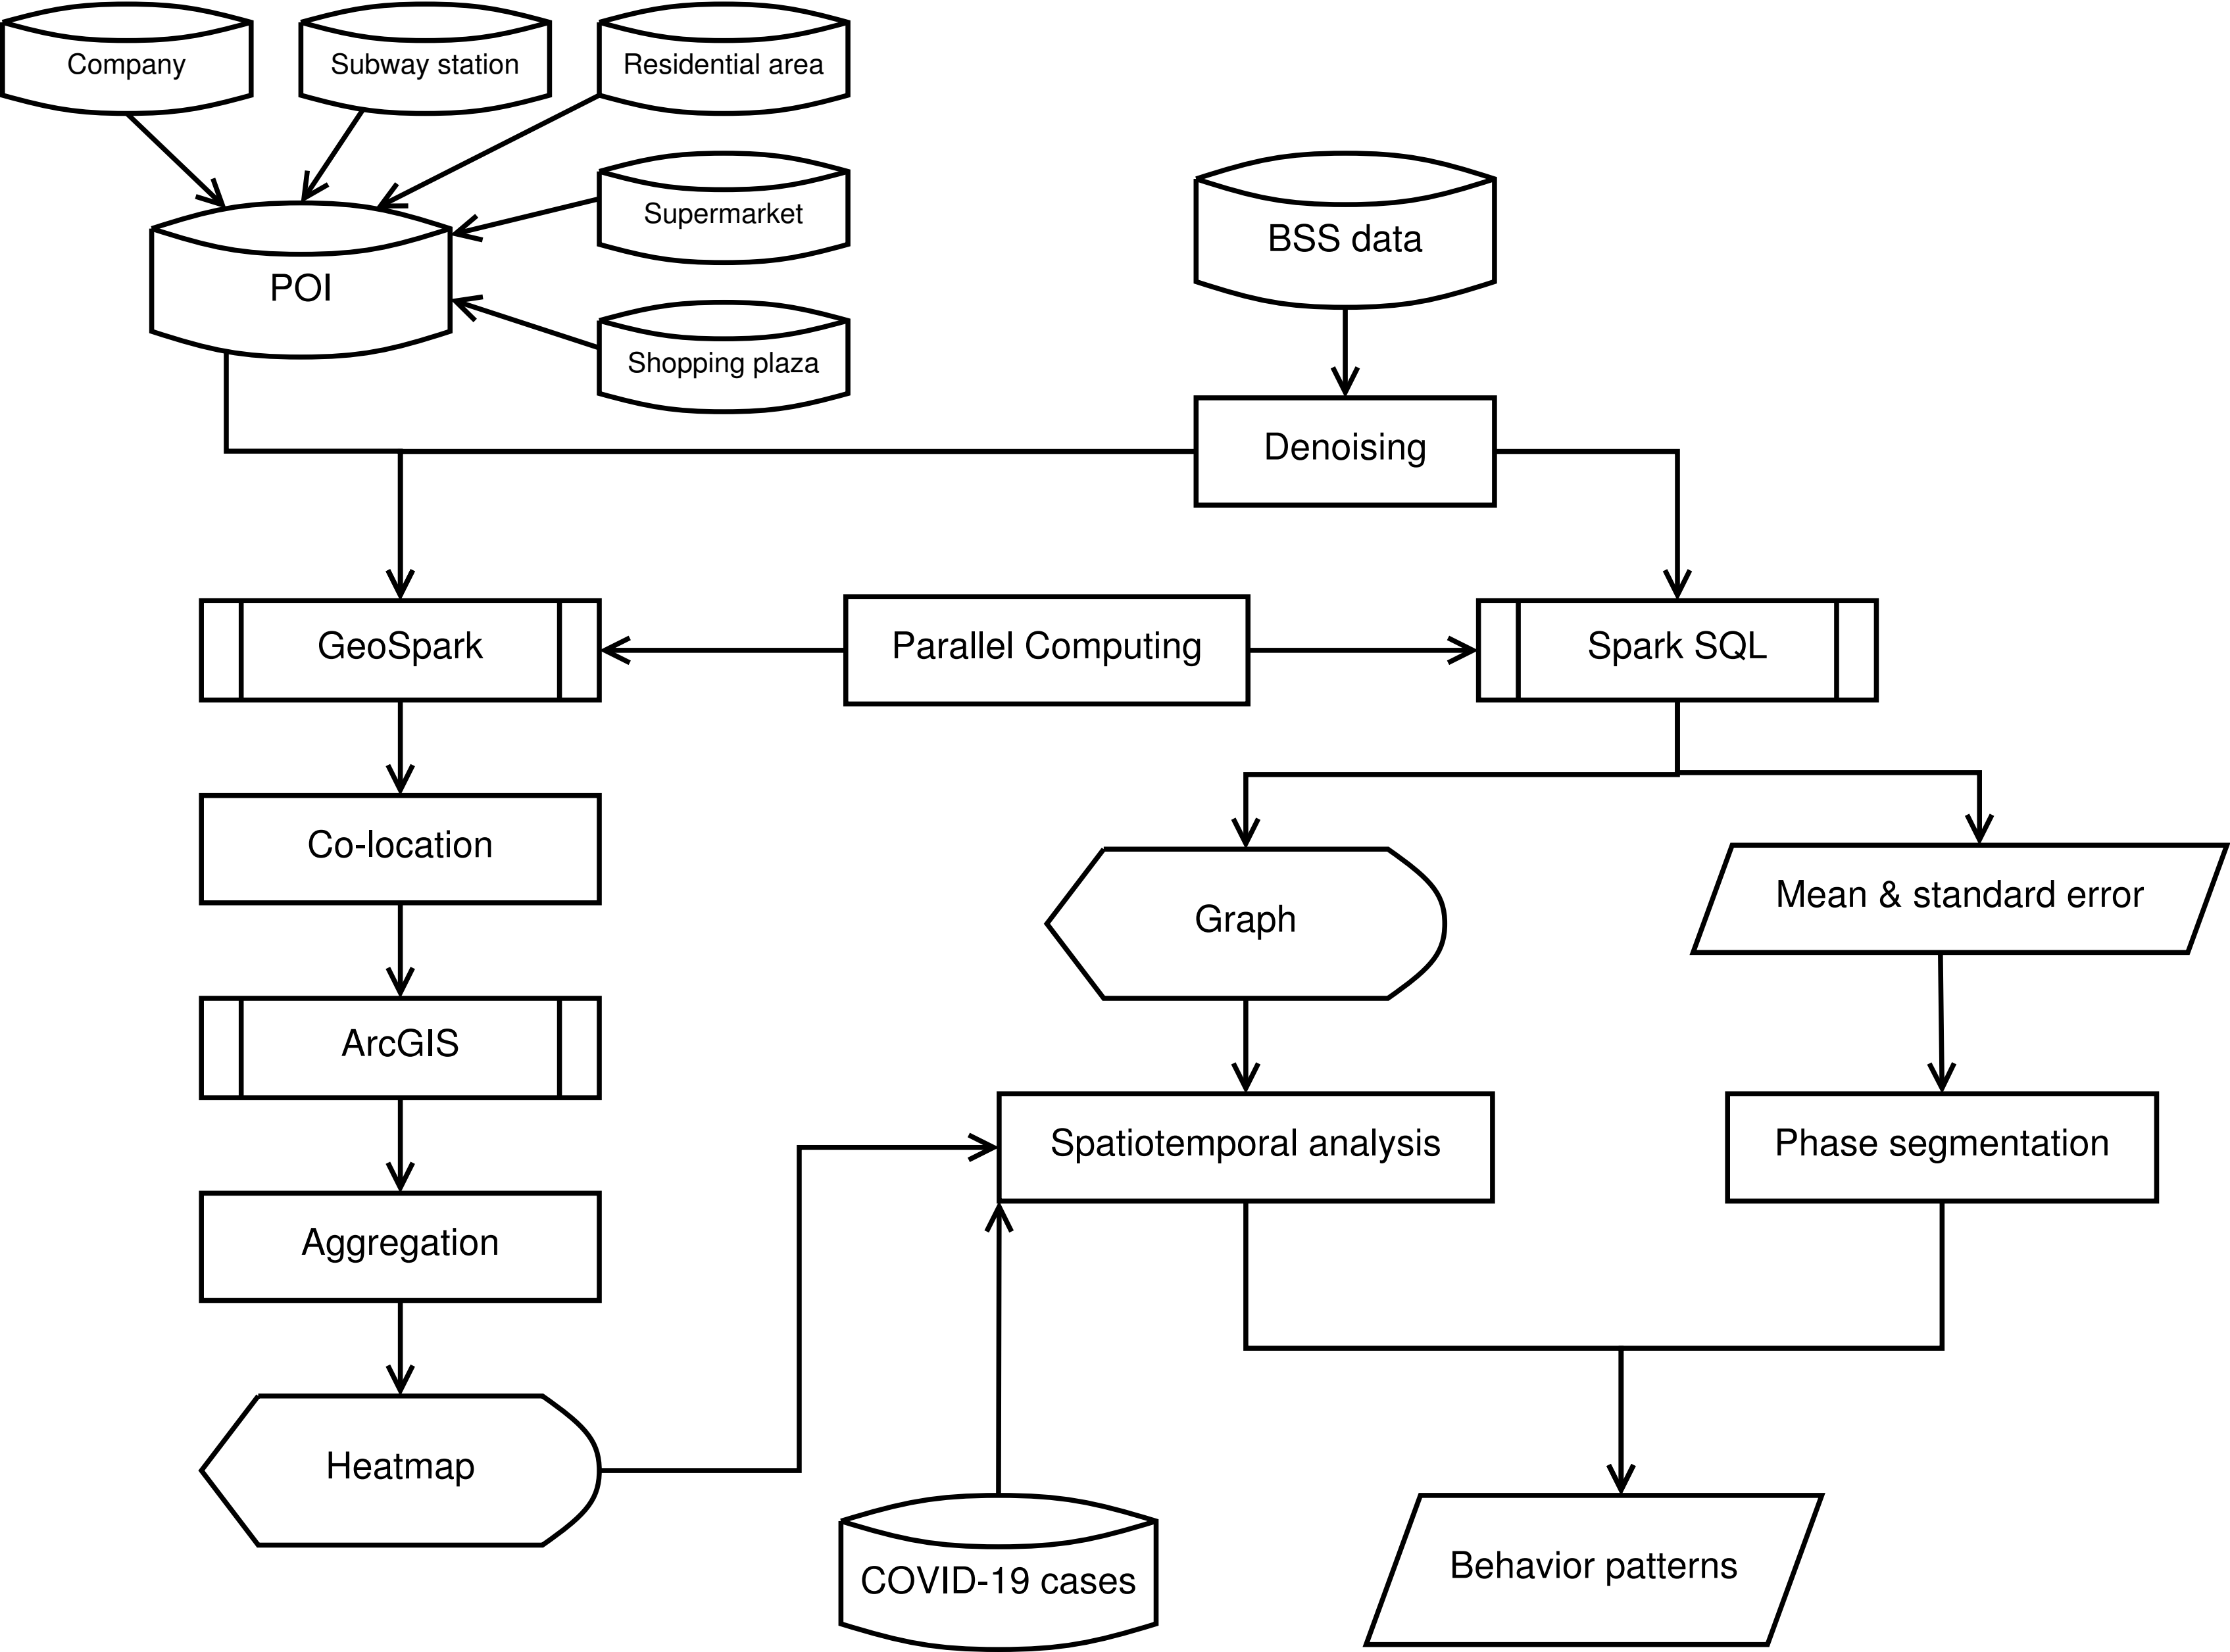 Company
Subway station
Residential area
Supermarket
BSS data
POI
Shopping plaza
Denoising
GeoSpark
Parallel Computing
Spark SQL
Co-location
Graph
Mean & standard error
ArcGIS
Spatiotemporal analysis
Phase segmentation
Aggregation
Heatmap
COVID-19 cases
Behavior patterns